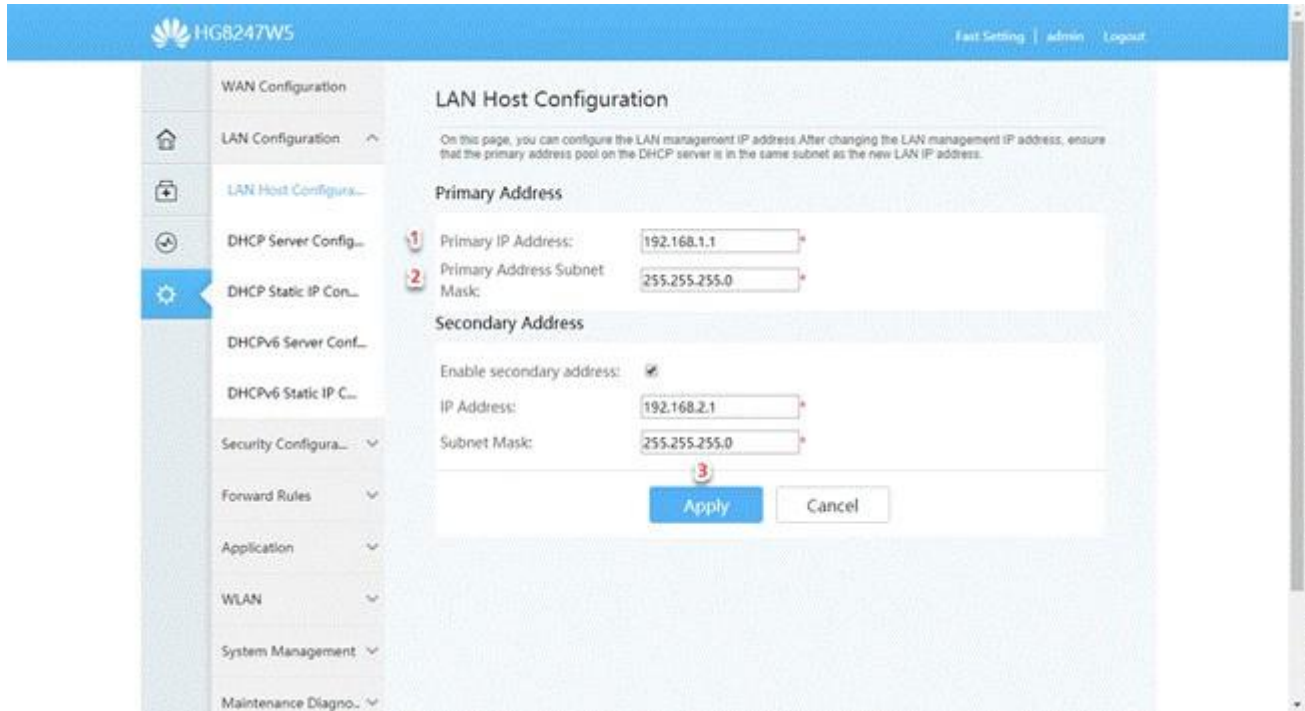 HG8247W5
Fast Setting | admin Logout
WAN Configuration
LAN Configuration
LAN Host Configura...
DHCP Server Config...
DHCP Static IP Con...
DHCPv6 Server Conf...
DHCPv6 Static IP C...
Security Configura...
Forward Rules
Application
WLAN
System Management
Maintenance Diagno..
LAN Host Configuration
On this page, you can configure the LAN management IP address.After changing the LAN management IP address, ensure
that the primary address pool on the DHCP server is in the same subnet as the new LAN IP address.
Primary Address
1 Primary IP Address: 192.168.1.1 *
2 Primary Address Subnet
Mask: 255.255.255.0 *
Secondary Address
Enable secondary address:
IP Address: 192.168.2.1 *
Subnet Mask: 255.255.255.0 *
3
Apply Cancel